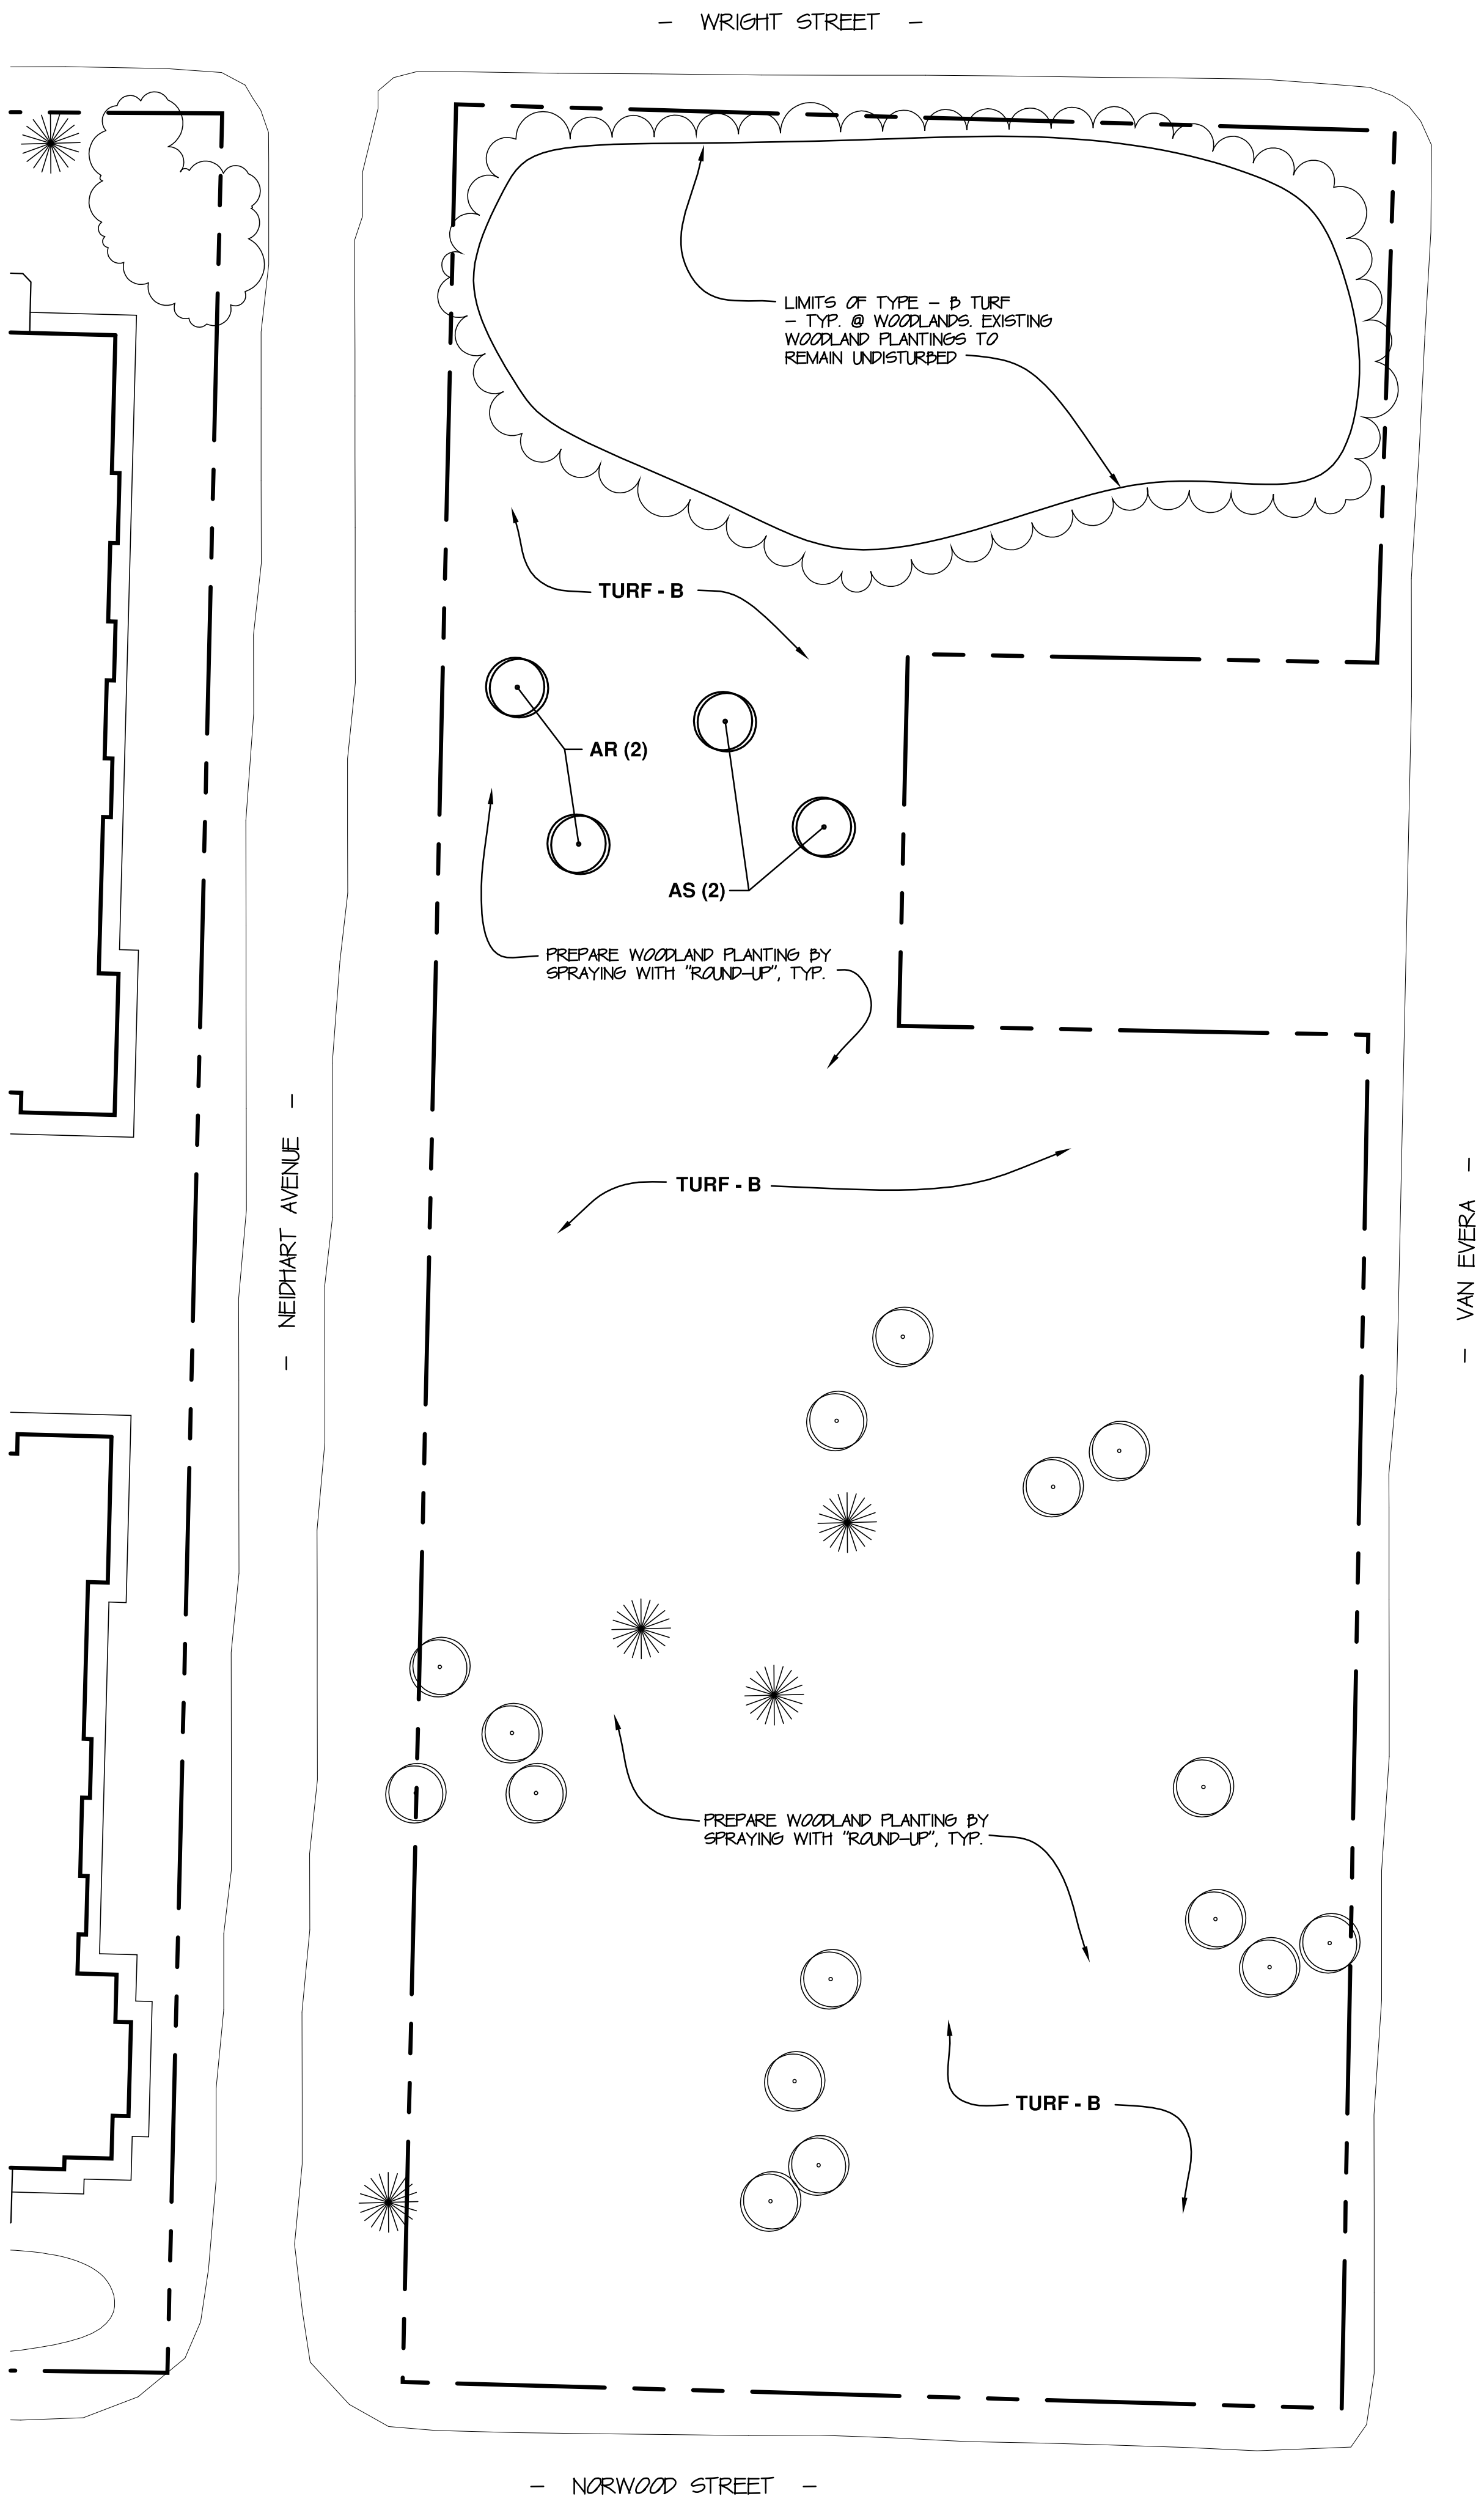 - WRIGHT STREET -
LIMITS OF TYPE - B TURF
- TYP. @ WOODLANDS. EXISTING
WOODLAND PLANTINGS TO
REMAIN UNDISTURBED
TURF - B
AR (2)
AS (2)
PREPARE WOODLAND PLANTING BY
SPRAYING WITH "ROUND-UP", TYP.
- NEIDHART AVENUE -
TURF - B
- VAN EVERA -
PREPARE WOODLAND PLANTING BY
SPRAYING WITH "ROUND-UP", TYP.
TURF - B
- NORWOOD STREET -